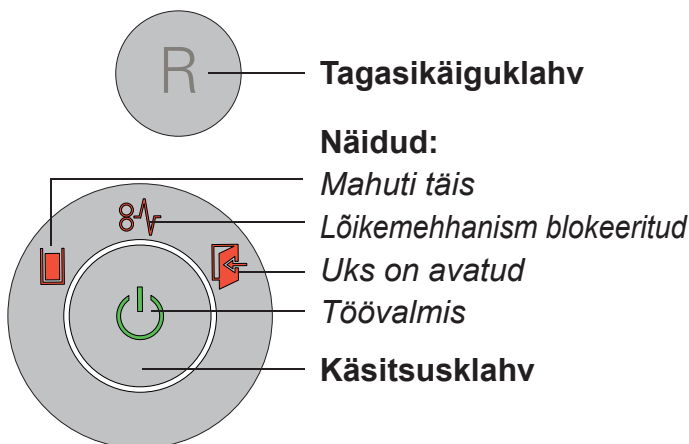 R
Tagasikäiguklahv
Näidud:
Mahuti täis
Lõikemehhanism blokeeritud
Uks on avatud
Töövalmis
Käsitsusklahv